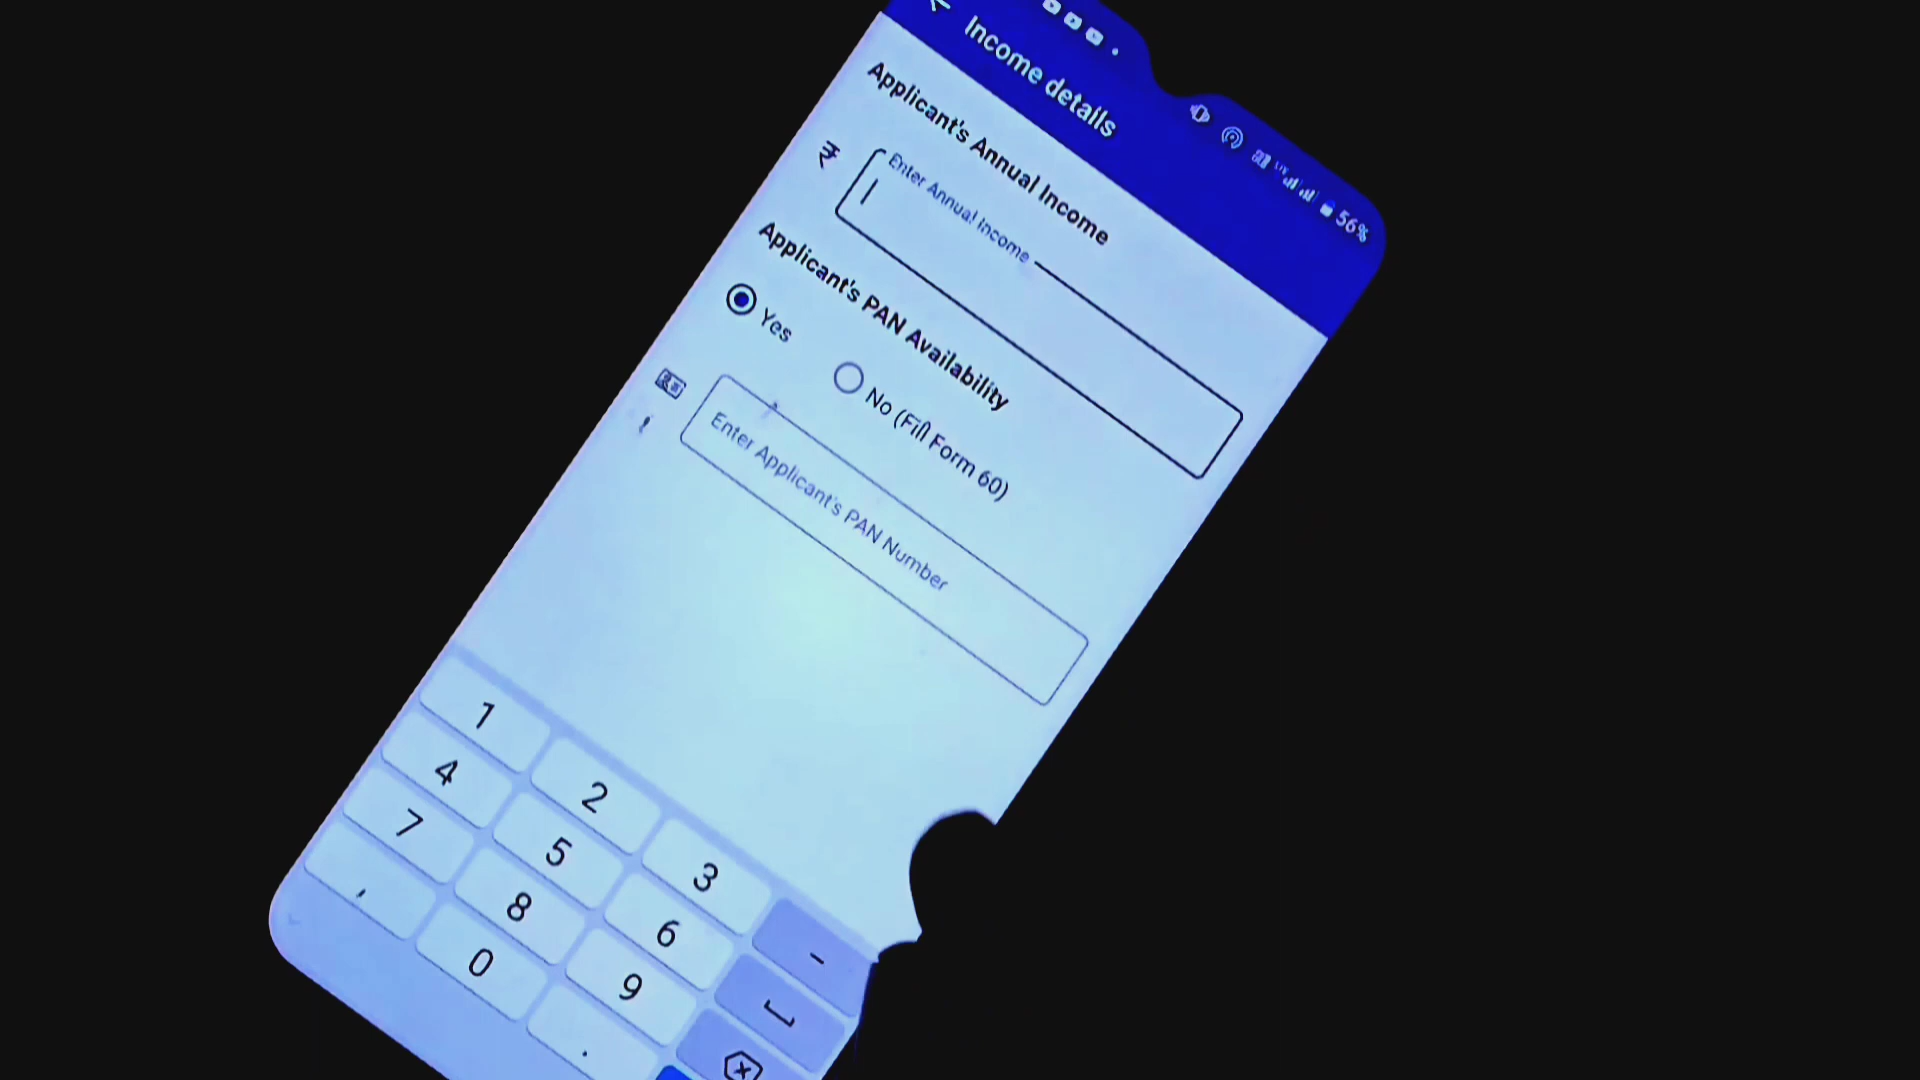 56%
Income details
Applicant's Annual Income
₹
Enter Annual Income
Applicant's PAN Availability
Yes
No (Fill Form 60)
Enter Applicant's PAN Number
1 2 3 -
4 5 6
7 8 9
, 0 .